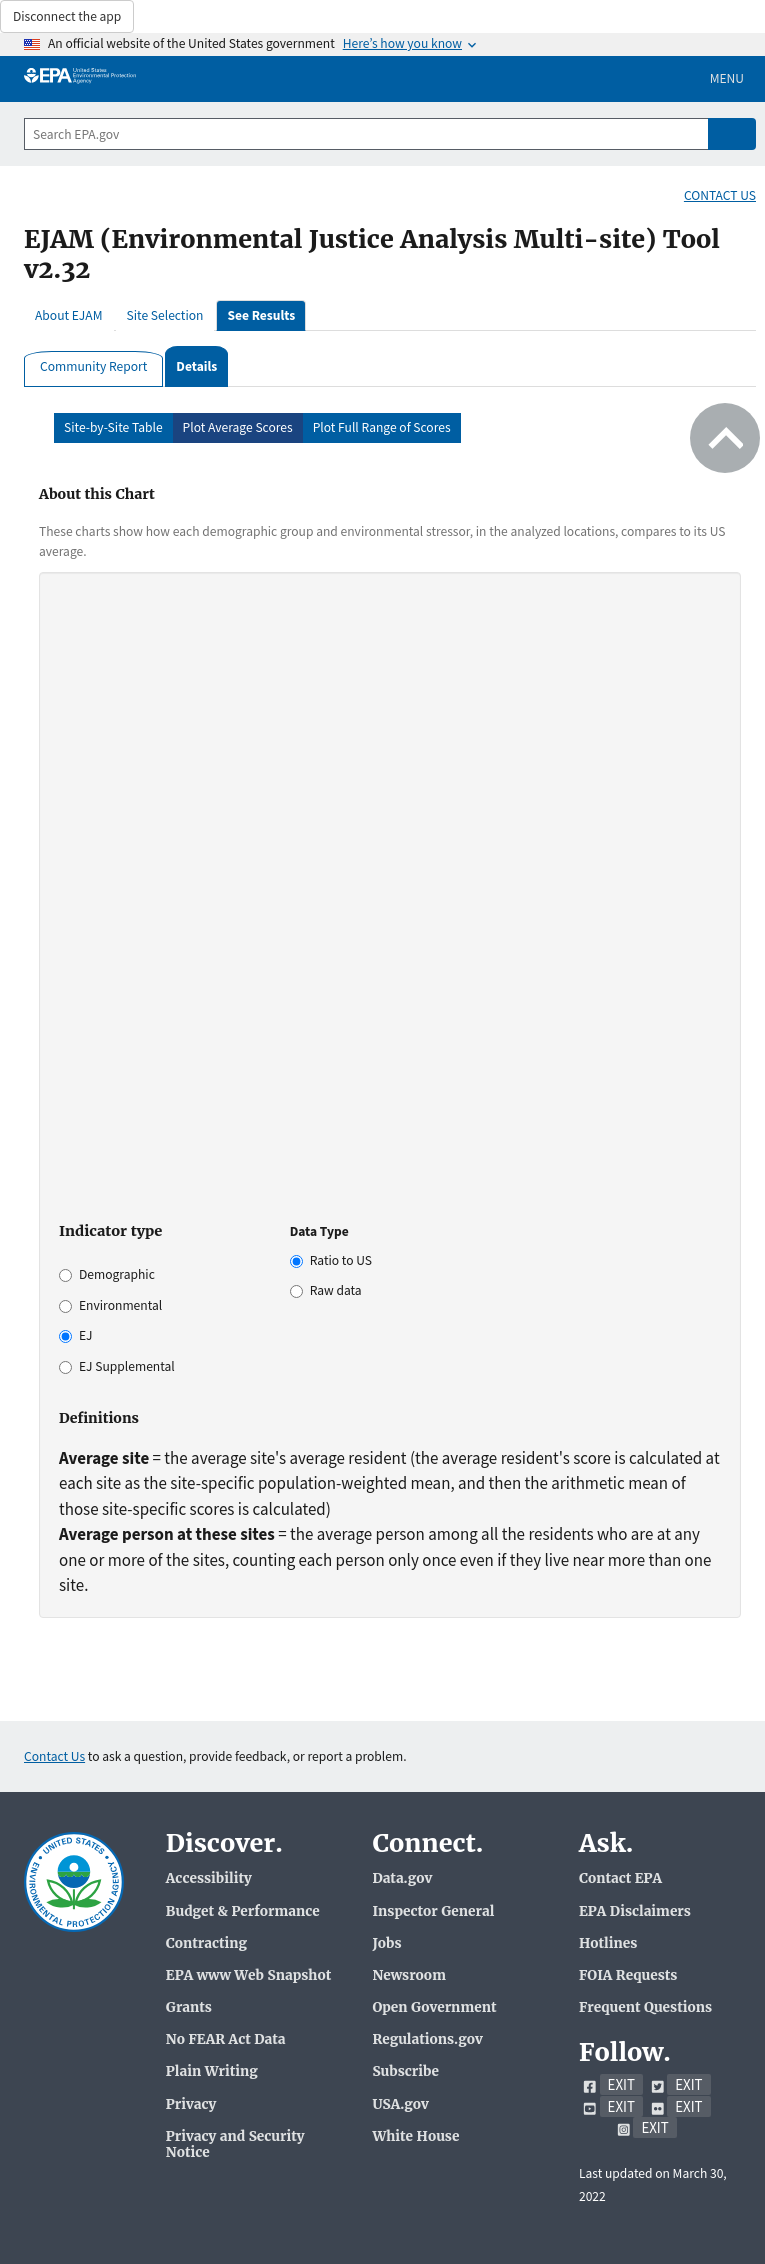 Disconnect the app
An official website of the United States government Here’s how you know
EPA United States Environmental Protection Agency
MENU
Search EPA.gov
CONTACT US
EJAM (Environmental Justice Analysis Multi-site) Tool
v2.32
About EJAM Site Selection See Results
Community Report Details
Site-by-Site Table Plot Average Scores Plot Full Range of Scores
About this Chart
These charts show how each demographic group and environmental stressor, in the analyzed locations, compares to its US
average.
Indicator type
Demographic
Environmental
EJ
EJ Supplemental
Data Type
Ratio to US
Raw data
Definitions
Average site = the average site's average resident (the average resident's score is calculated at
each site as the site-specific population-weighted mean, and then the arithmetic mean of
those site-specific scores is calculated)
Average person at these sites = the average person among all the residents who are at any
one or more of the sites, counting each person only once even if they live near more than one
site.
Contact Us to ask a question, provide feedback, or report a problem.
UNITED STATES • ENVIRONMENTAL PROTECTION AGENCY •
Discover.
Accessibility
Budget & Performance
Contracting
EPA www Web Snapshot
Grants
No FEAR Act Data
Plain Writing
Privacy
Privacy and Security
Notice
Connect.
Data.gov
Inspector General
Jobs
Newsroom
Open Government
Regulations.gov
Subscribe
USA.gov
White House
Ask.
Contact EPA
EPA Disclaimers
Hotlines
FOIA Requests
Frequent Questions
Follow.
EXIT EXIT
EXIT EXIT
EXIT
Last updated on March 30,
2022